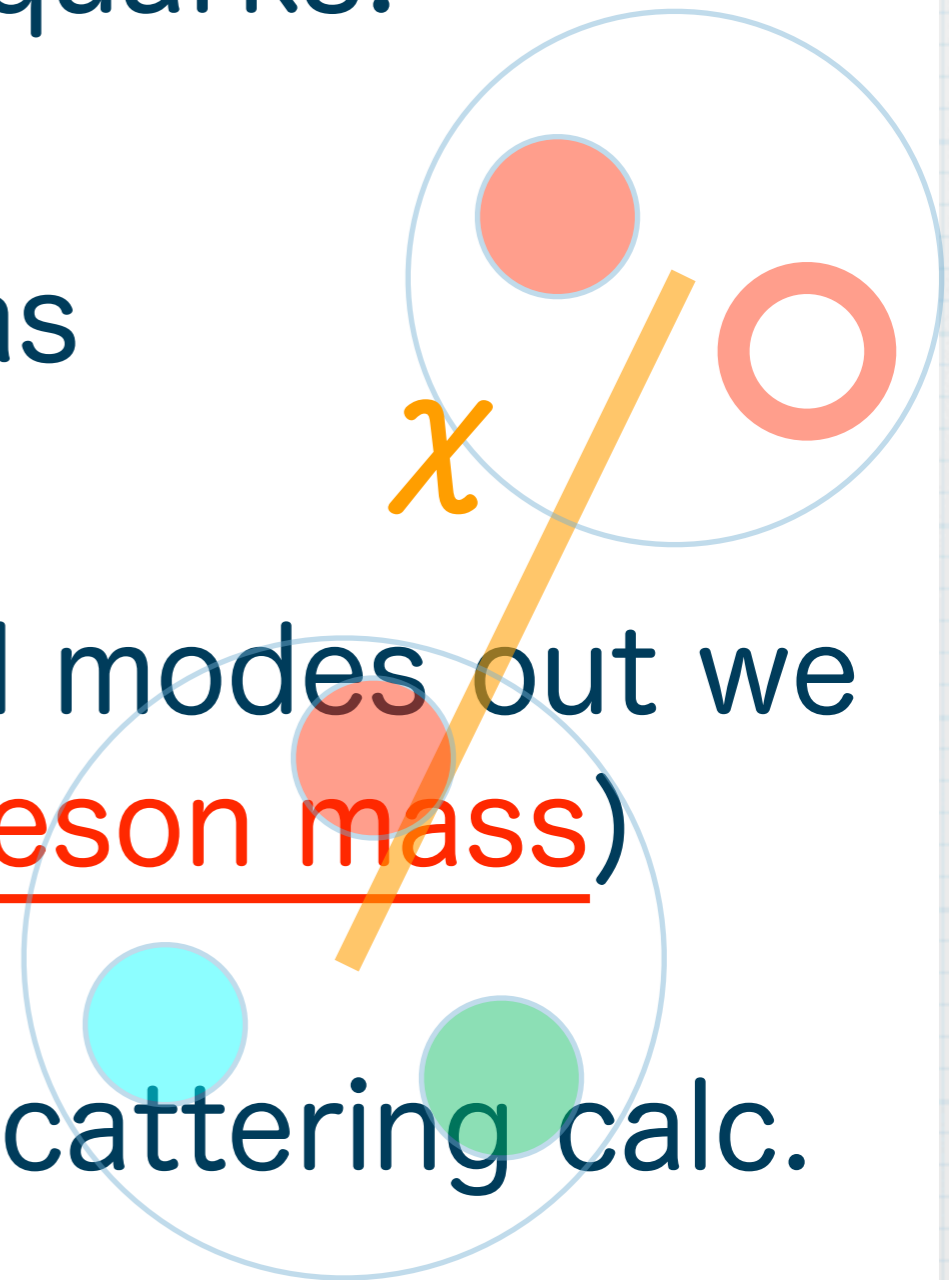 quarks.
as
χ
modes out we
eson mass)
cattering calc.